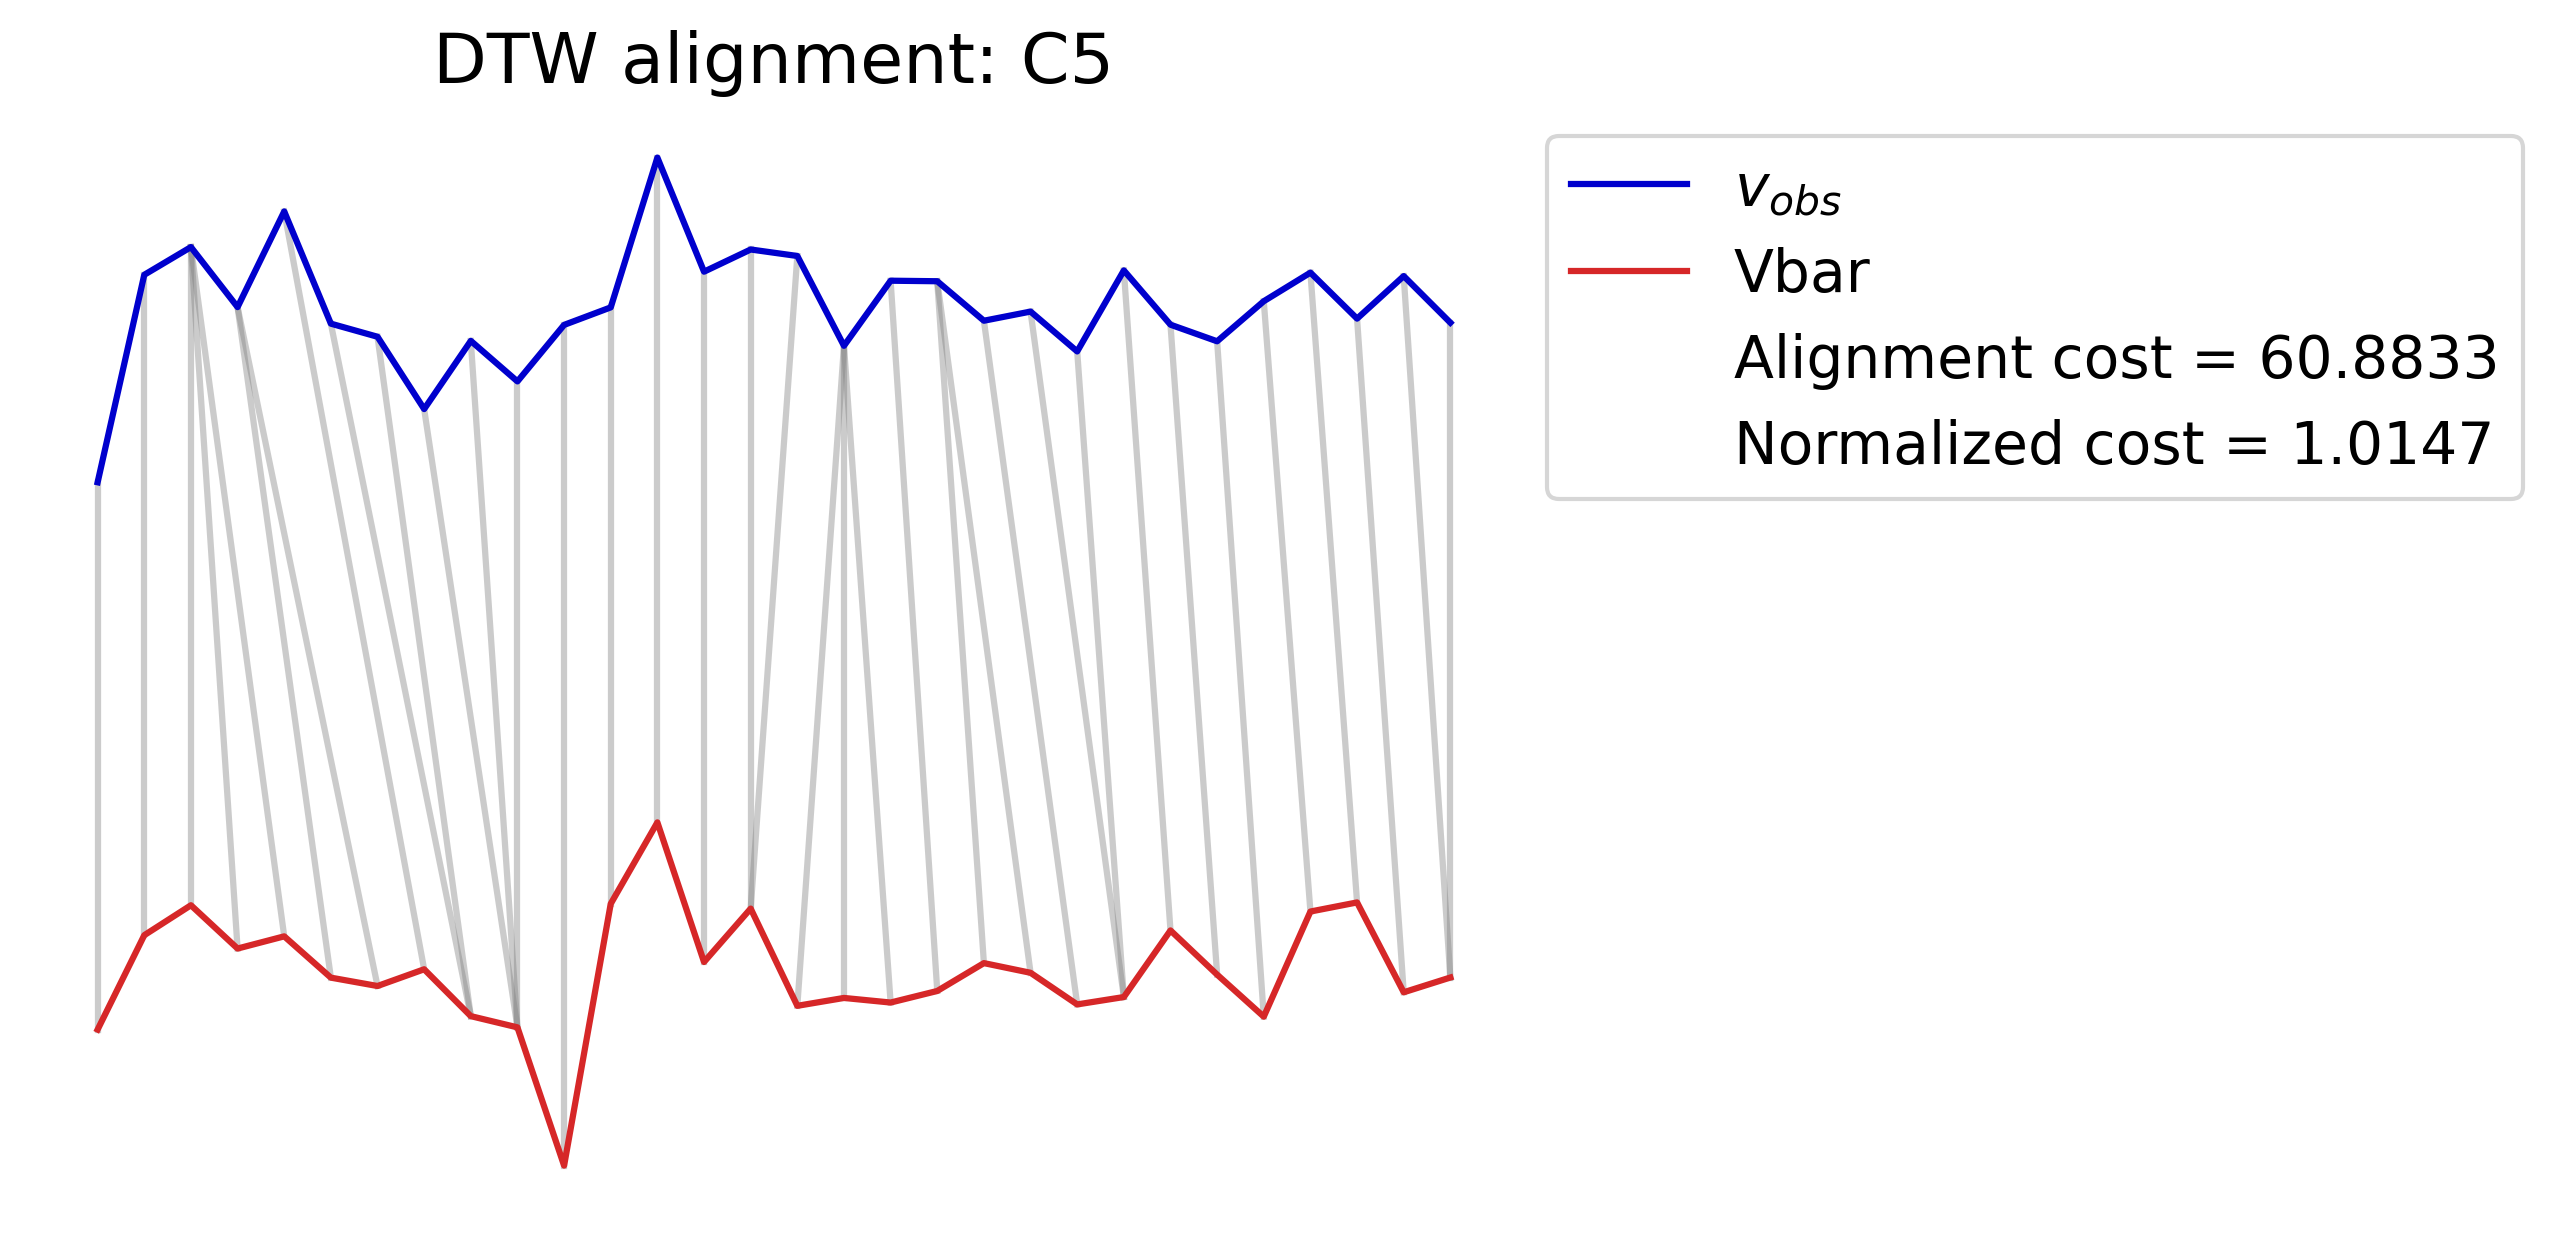 DTW alignment: C5
v_obs
Vbar
Alignment cost = 60.8833
Normalized cost = 1.0147